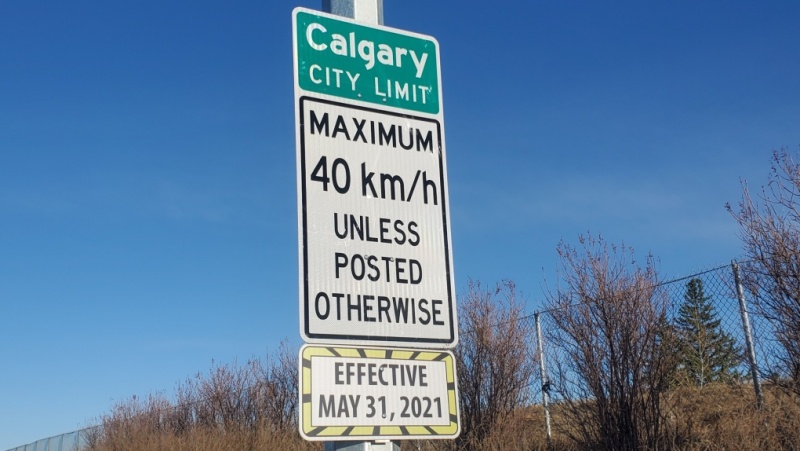 Calgary
CITY LIMIT
MAXIMUM
40 km/h
UNLESS
POSTED
OTHERWISE
EFFECTIVE
MAY 31, 2021